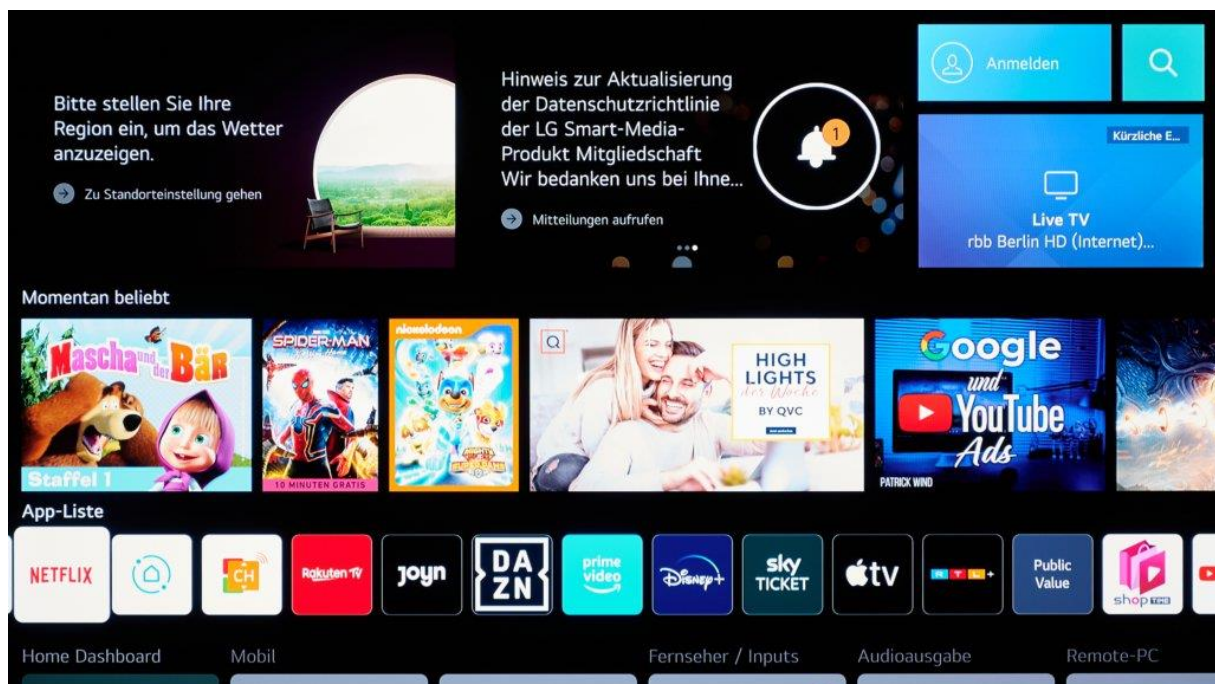 Bitte stellen Sie Ihre
Region ein, um das Wetter
anzuzeigen.
Zu Standorteinstellung gehen
Hinweis zur Aktualisierung
der Datenschutzrichtlinie
der LG Smart-Media-
Produkt Mitgliedschaft
Wir bedanken uns bei Ihne...
1
Mitteilungen aufrufen
Anmelden
Kürzliche E...
Live TV
rbb Berlin HD (Internet)...
Momentan beliebt
Mascha und der Bär
Staffel 1
SPIDER-MAN
10 MINUTEN GRATIS
nickelodeon
HIGH
LIGHTS
der Woche
BY QVC
Google
und
YouTube
Ads
PATRICK WIND
App-Liste
NETFLIX
CH
Rakuten TV
joyn
DA
ZN
prime
video
Disney+
sky
TICKET
tv
RTL+
Public
Value
shop TIME
Home Dashboard
Mobil
Fernseher / Inputs
Audioausgabe
Remote-PC